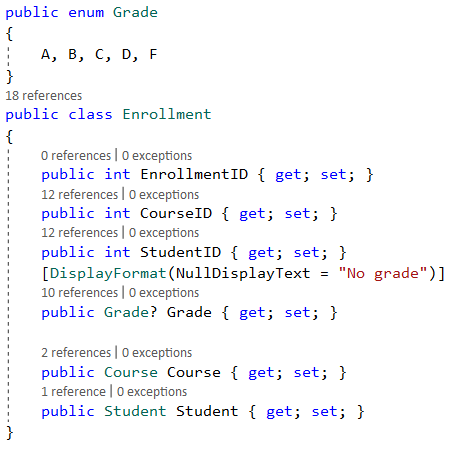 public enum Grade
{
A, B, C, D, F
}
18 references
public class Enrollment
{
0 references | 0 exceptions
public int EnrollmentID { get; set; }
12 references | 0 exceptions
public int CourseID { get; set; }
12 references | 0 exceptions
public int StudentID { get; set; }
[DisplayFormat(NullDisplayText = "No grade")]
10 references | 0 exceptions
public Grade? Grade { get; set; }
2 references | 0 exceptions
public Course Course { get; set; }
1 reference | 0 exceptions
public Student Student { get; set; }
}